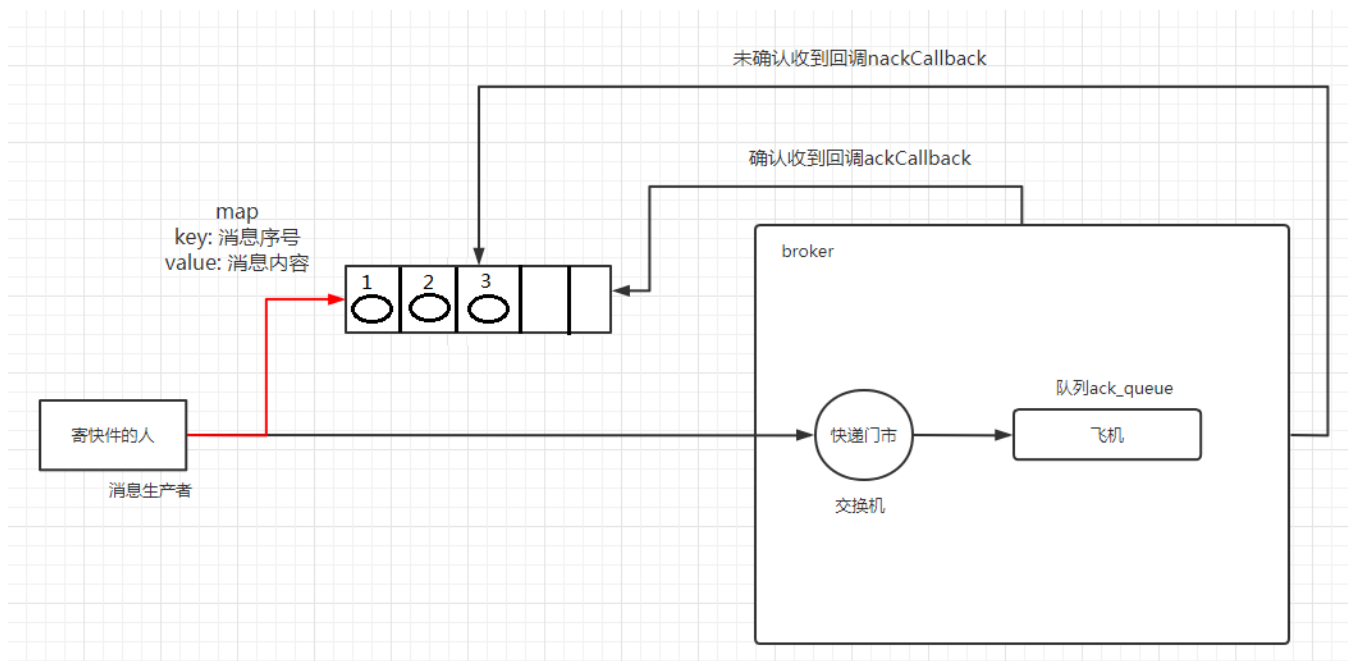 未确认收到回调nackCallback
确认收到回调ackCallback
map
key: 消息序号
value: 消息内容
1 2 3
broker
队列ack_queue
寄快件的人
快递门市
飞机
消息生产者
交换机